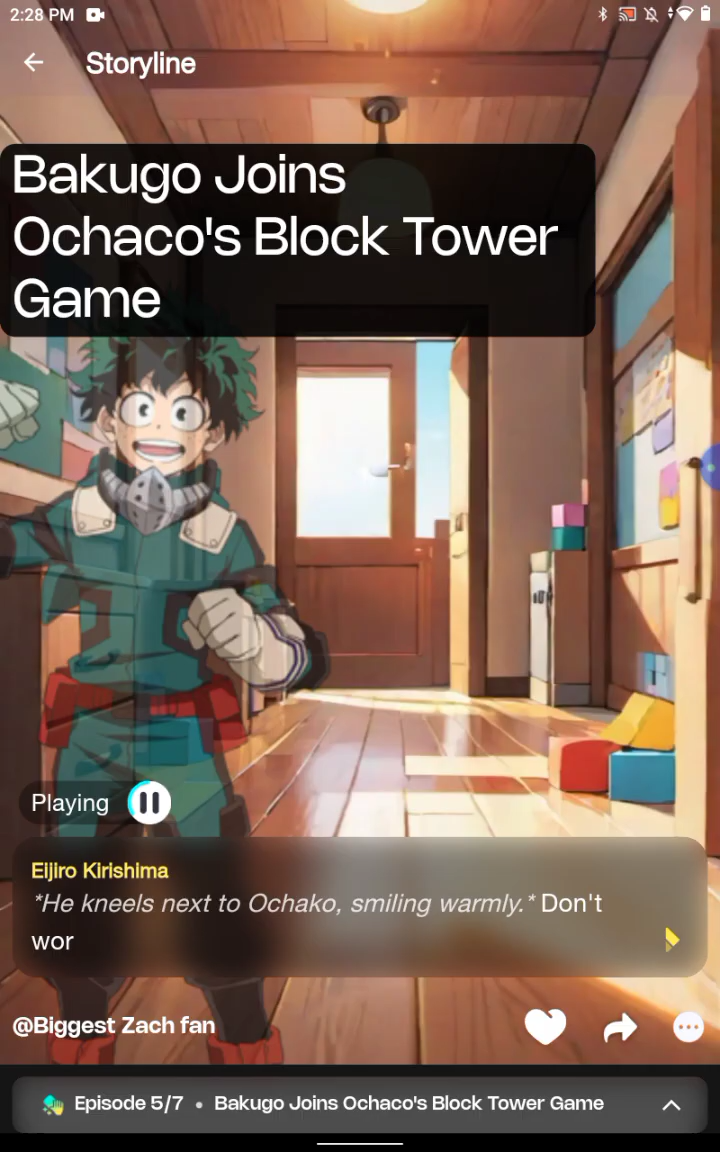 2:28 PM
Storyline
Bakugo Joins
Ochaco's Block Tower
Game
Playing
Eijiro Kirishima
*He kneels next to Ochako, smiling warmly.* Don't
wor
@Biggest Zach fan
Episode 5/7 • Bakugo Joins Ochaco's Block Tower Game